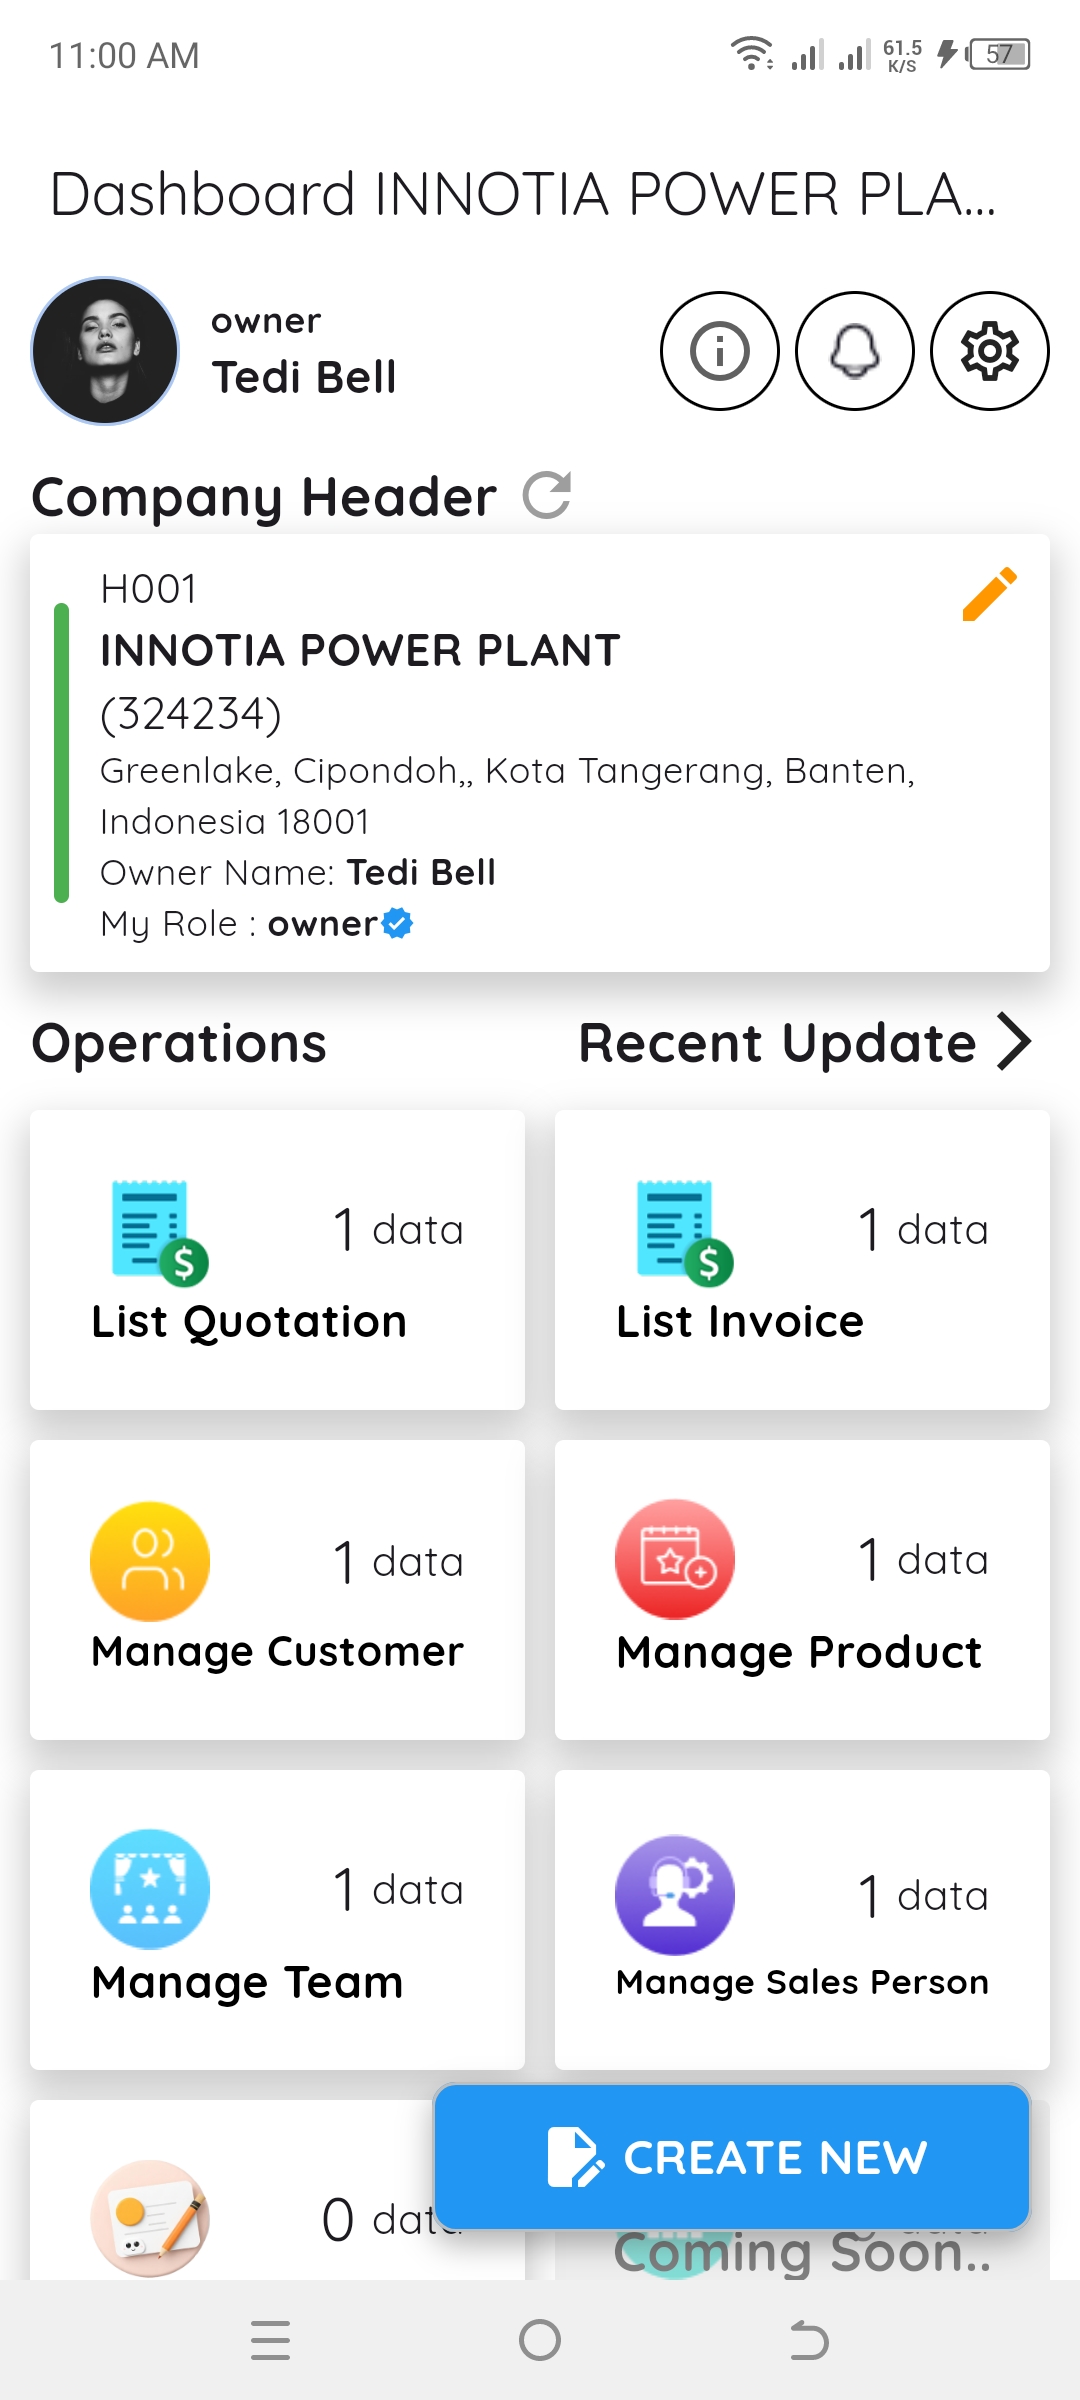 11:00 AM
61.5 K/S
57
Dashboard INNOTIA POWER PLA...
owner
Tedi Bell
Company Header
H001
INNOTIA POWER PLANT
(324234)
Greenlake, Cipondoh,, Kota Tangerang, Banten,
Indonesia 18001
Owner Name: Tedi Bell
My Role : owner
Operations
Recent Update
1 data
List Quotation
1 data
List Invoice
1 data
Manage Customer
1 data
Manage Product
1 data
Manage Team
1 data
Manage Sales Person
CREATE NEW
0 data
Coming Soon..